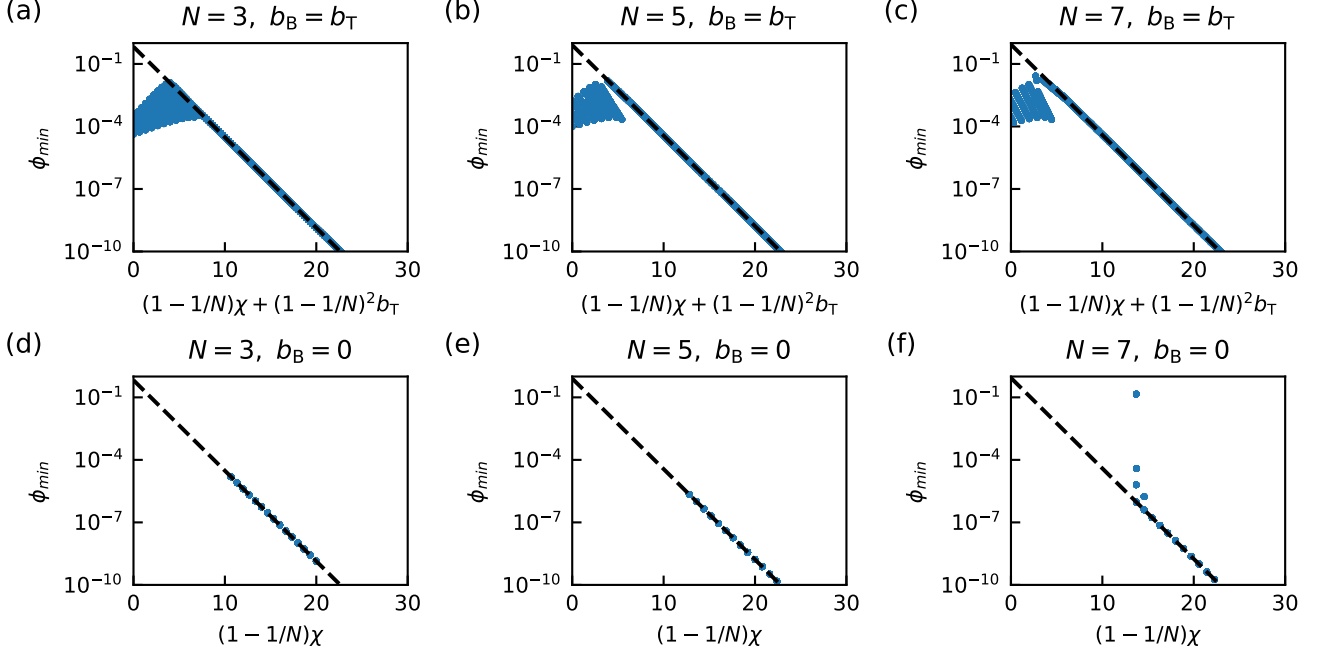 (a)
N = 3, b_B = b_T
10^−1
10^−4
10^−7
10^−10
ϕ_min
0 10 20 30
(1 − 1/N)χ + (1 − 1/N)^2 b_T
(b)
N = 5, b_B = b_T
10^−1
10^−4
10^−7
10^−10
ϕ_min
0 10 20 30
(1 − 1/N)χ + (1 − 1/N)^2 b_T
(c)
N = 7, b_B = b_T
10^−1
10^−4
10^−7
10^−10
ϕ_min
0 10 20 30
(1 − 1/N)χ + (1 − 1/N)^2 b_T
(d)
N = 3, b_B = 0
10^−1
10^−4
10^−7
10^−10
ϕ_min
0 10 20 30
(1 − 1/N)χ
(e)
N = 5, b_B = 0
10^−1
10^−4
10^−7
10^−10
ϕ_min
0 10 20 30
(1 − 1/N)χ
(f)
N = 7, b_B = 0
10^−1
10^−4
10^−7
10^−10
ϕ_min
0 10 20 30
(1 − 1/N)χ